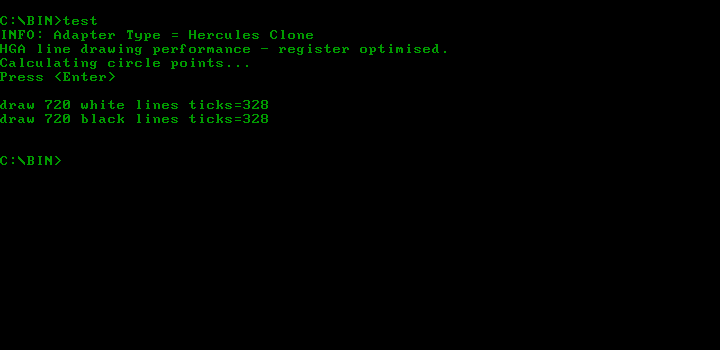 C:\BIN>test
INFO: Adapter Type = Hercules Clone
HGA line drawing performance - register optimised.
Calculating circle points...
Press <Enter>
draw 720 white lines ticks=328
draw 720 black lines ticks=328
C:\BIN>